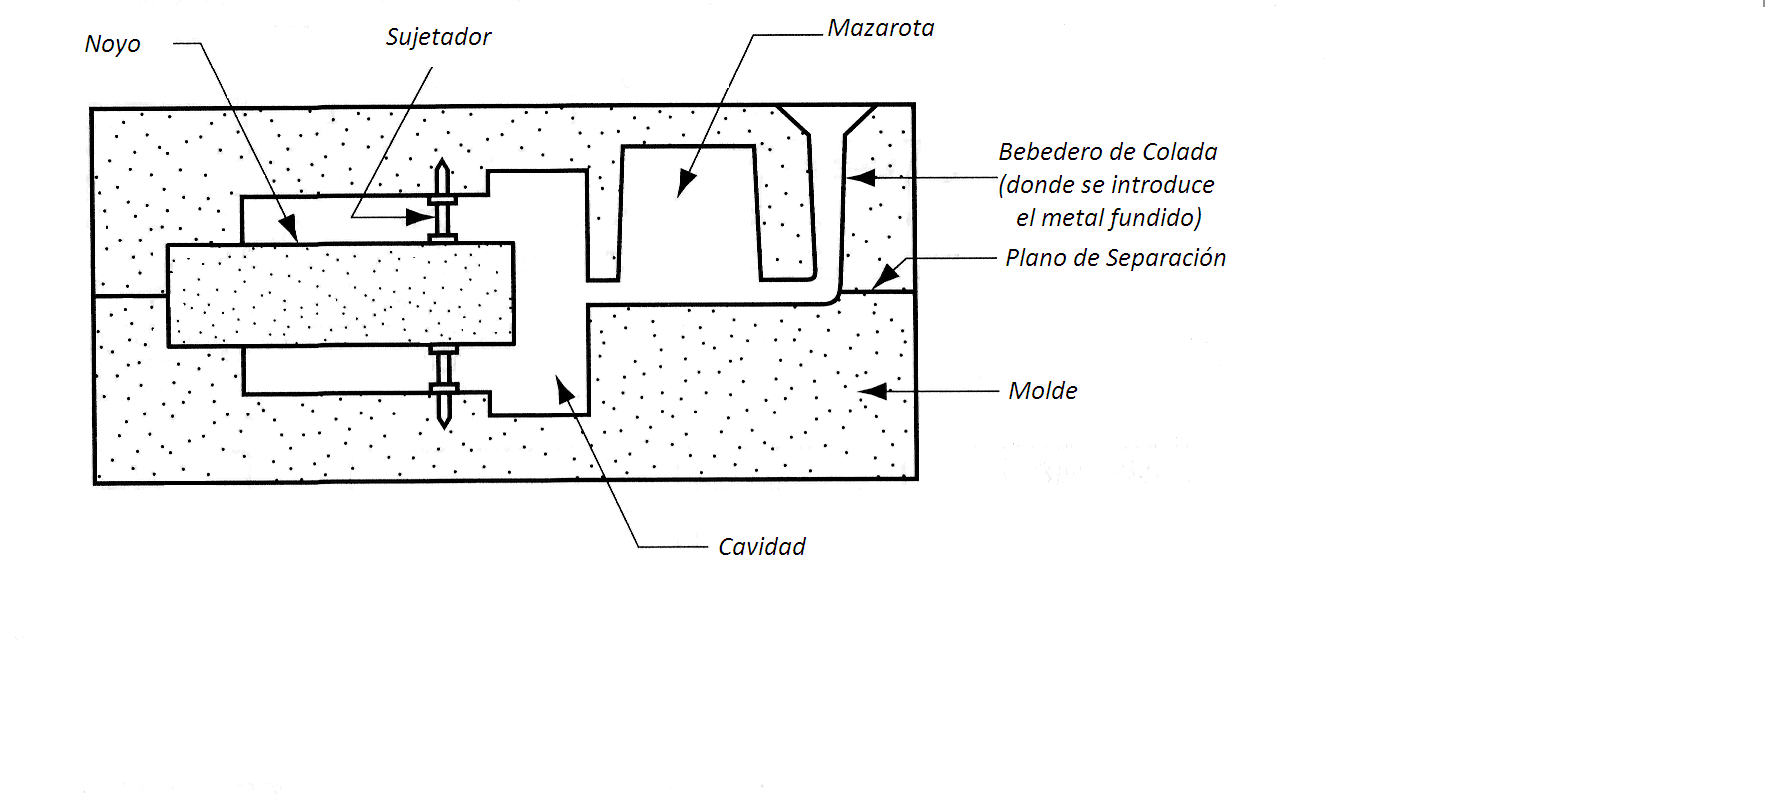 Noyo
Sujetador
Mazarota
Bebedero de Colada
(donde se introduce
el metal fundido)
Plano de Separación
Molde
Cavidad